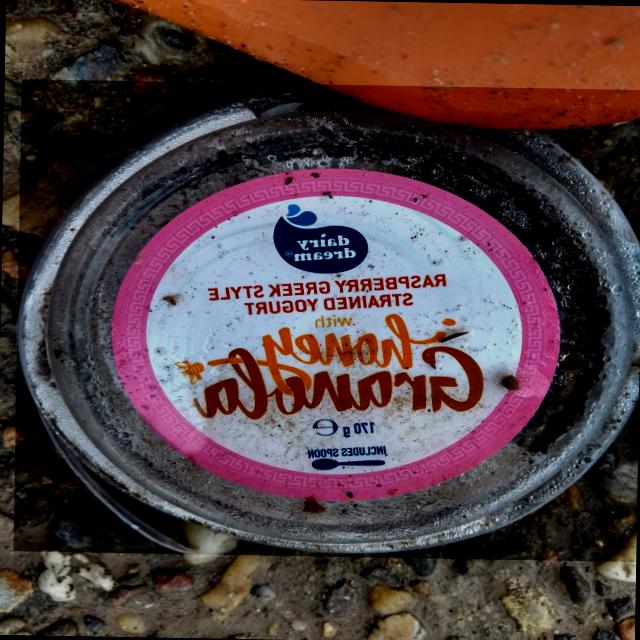 dairy
dream®
RASPBERRY GREEK STYLE
STRAINED YOGURT
with
honey
Granola
170 g ℮
INCLUDES SPOON